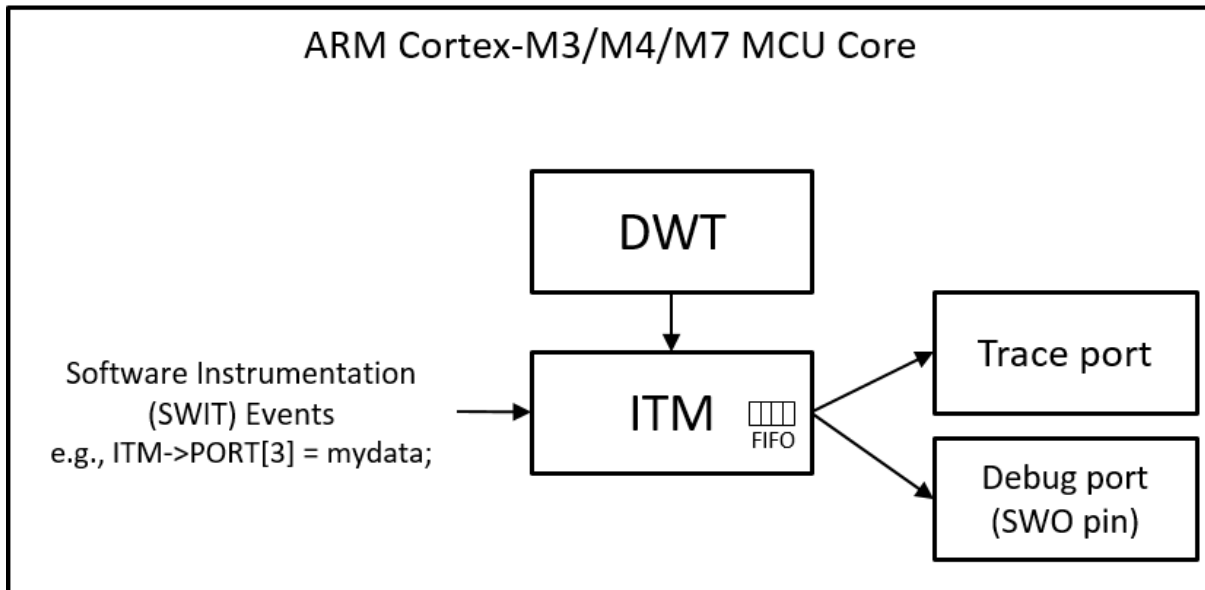 ARM Cortex-M3/M4/M7 MCU Core
DWT
Software Instrumentation
(SWIT) Events
e.g., ITM->PORT[3] = mydata;
ITM
FIFO
Trace port
Debug port
(SWO pin)